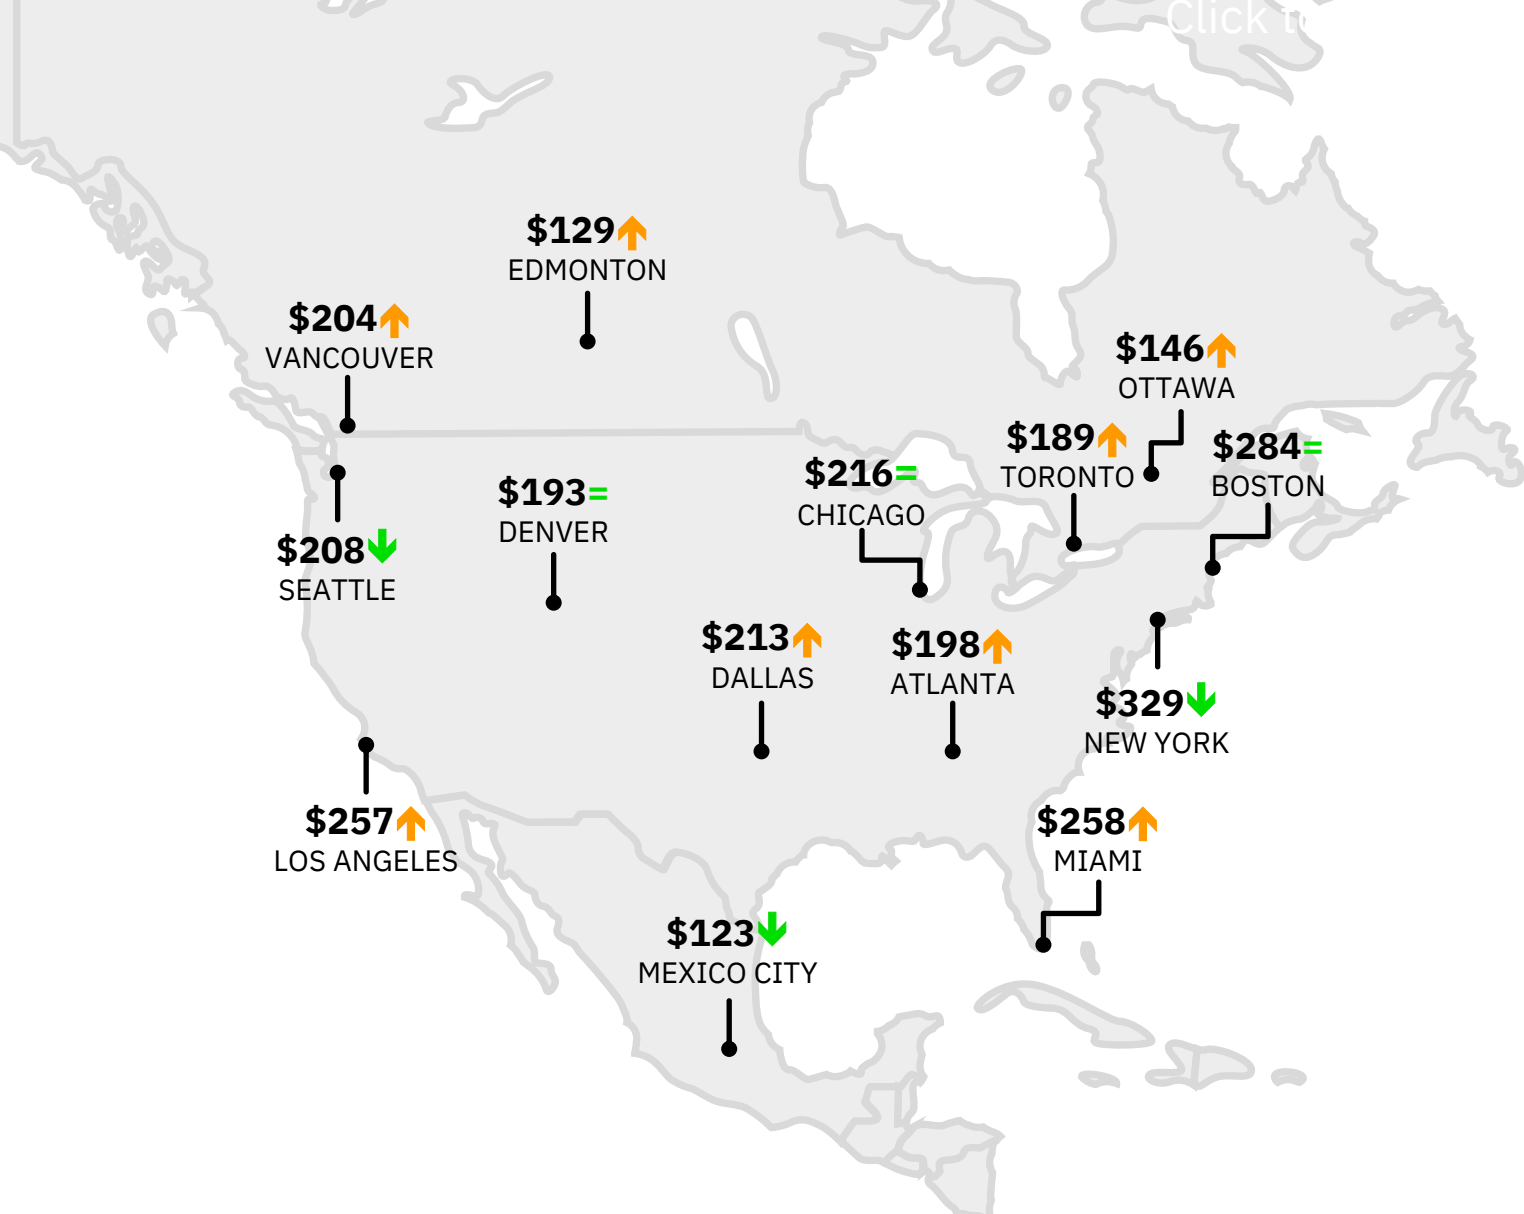 Click t
$129↑
EDMONTON
$204↑
VANCOUVER
$146↑
OTTAWA
$189↑
TORONTO
$284=
BOSTON
$216=
CHICAGO
$193=
DENVER
$208↓
SEATTLE
$213↑
DALLAS
$198↑
ATLANTA
$329↓
NEW YORK
$257↑
LOS ANGELES
$258↑
MIAMI
$123↓
MEXICO CITY